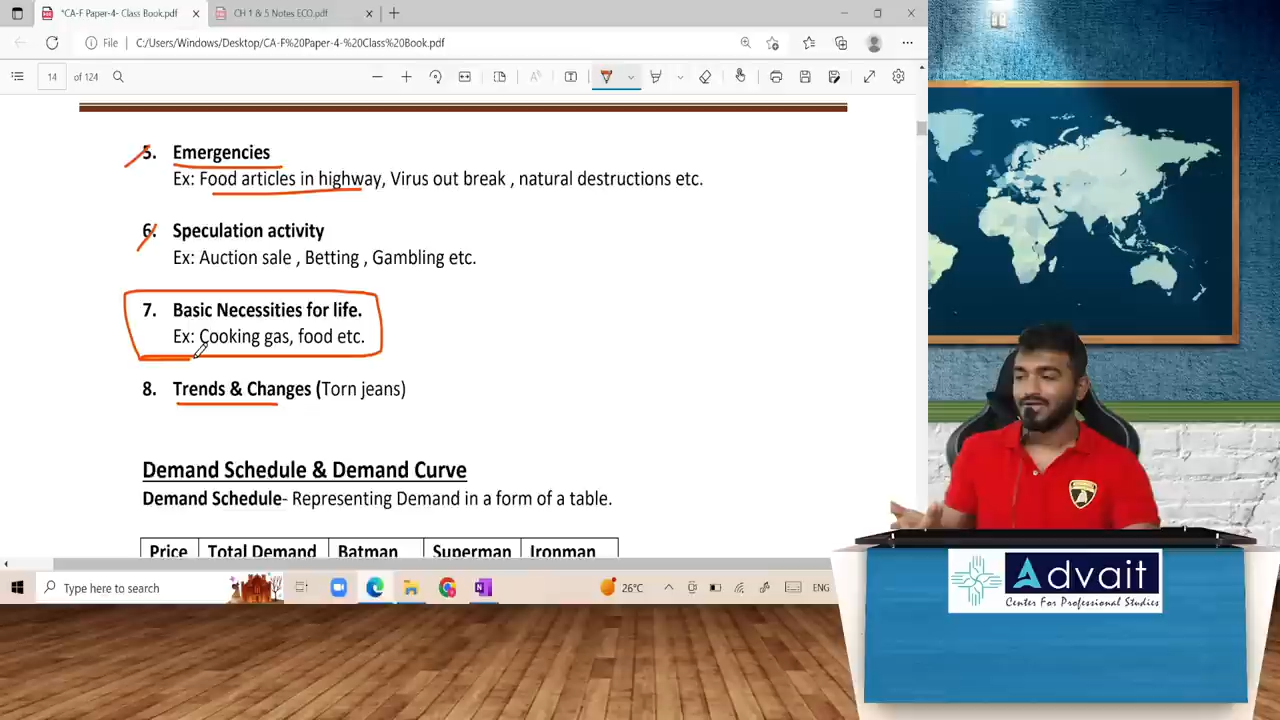 *CA-F Paper-4- Class Book.pdf
CH 1 & 5 Notes ECO.pdf
File
C:/Users/Windows/Desktop/CA-F%20Paper-4-%20Class%20Book.pdf
14 of 124
5. Emergencies
Ex: Food articles in highway, Virus out break , natural destructions etc.
6. Speculation activity
Ex: Auction sale , Betting , Gambling etc.
7. Basic Necessities for life.
Ex: Cooking gas, food etc.
8. Trends & Changes (Torn jeans)
Demand Schedule & Demand Curve
Demand Schedule- Representing Demand in a form of a table.
Price Total Demand Batman Superman Ironman
Type here to search
26°C
ENG
Advait
Center For Professional Studies